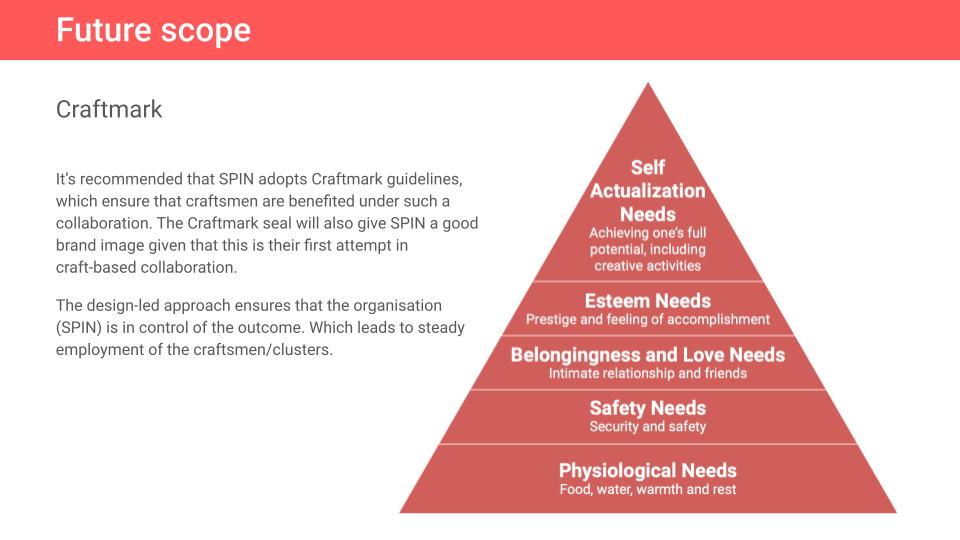 Future scope
Craftmark
It’s recommended that SPIN adopts Craftmark guidelines,
which ensure that craftsmen are benefited under such a
collaboration. The Craftmark seal will also give SPIN a good
brand image given that this is their first attempt in
craft-based collaboration.
The design-led approach ensures that the organisation
(SPIN) is in control of the outcome. Which leads to steady
employment of the craftsmen/clusters.
Self
Actualization
Needs
Achieving one’s full
potential, including
creative activities
Esteem Needs
Prestige and feeling of accomplishment
Belongingness and Love Needs
Intimate relationship and friends
Safety Needs
Security and safety
Physiological Needs
Food, water, warmth and rest